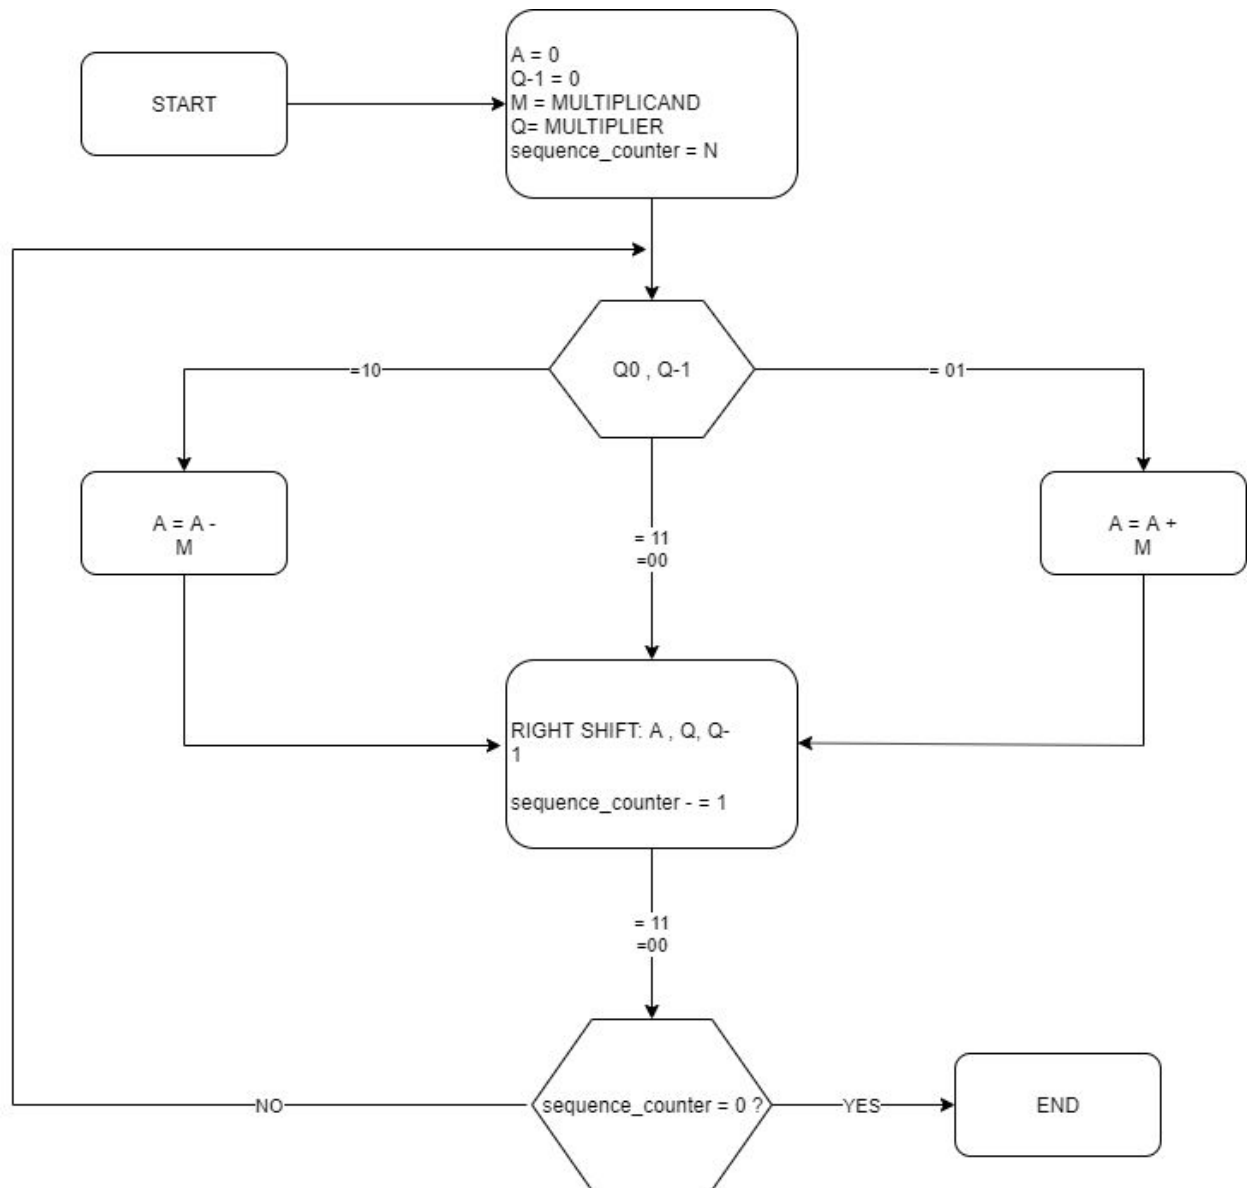 START
A = 0
Q-1 = 0
M = MULTIPLICAND
Q= MULTIPLIER
sequence_counter = N
Q0 , Q-1
=10
= 01
A = A -
M
= 11
=00
A = A +
M
RIGHT SHIFT: A , Q, Q-
1
sequence_counter - = 1
= 11
=00
sequence_counter = 0 ?
NO
YES
END